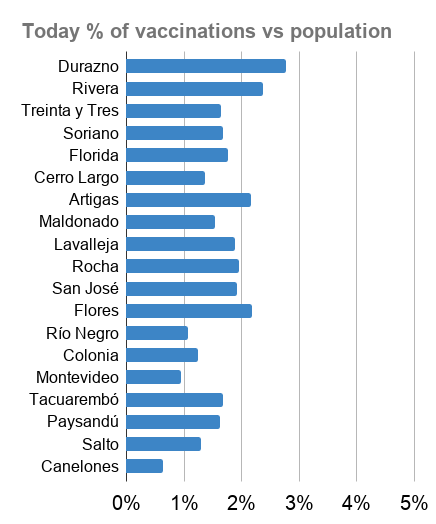 Today % of vaccinations vs population
Durazno
Rivera
Treinta y Tres
Soriano
Florida
Cerro Largo
Artigas
Maldonado
Lavalleja
Rocha
San José
Flores
Río Negro
Colonia
Montevideo
Tacuarembó
Paysandú
Salto
Canelones
0% 1% 2% 3% 4% 5%